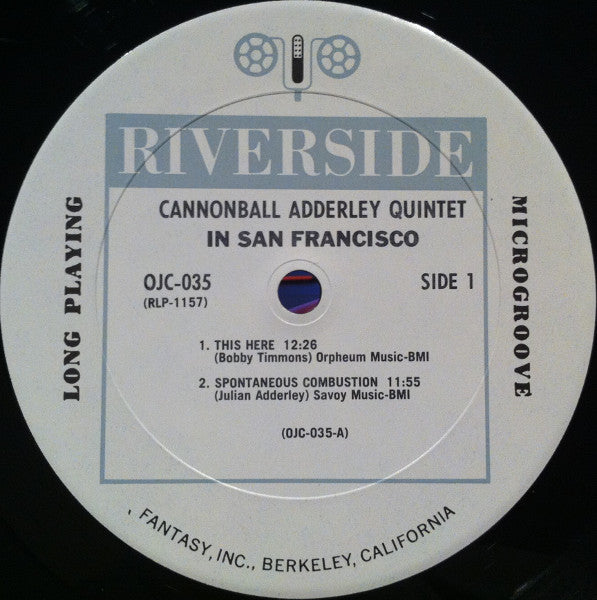 RIVERSIDE
CANNONBALL ADDERLEY QUINTET
IN SAN FRANCISCO
LONG PLAYING
MICROGROOVE
OJC-035
(RLP-1157)
SIDE 1
1. THIS HERE 12:26
(Bobby Timmons) Orpheum Music-BMI
2. SPONTANEOUS COMBUSTION 11:55
(Julian Adderley) Savoy Music-BMI
(OJC-035-A)
, FANTASY, INC., BERKELEY, CALIFORNIA